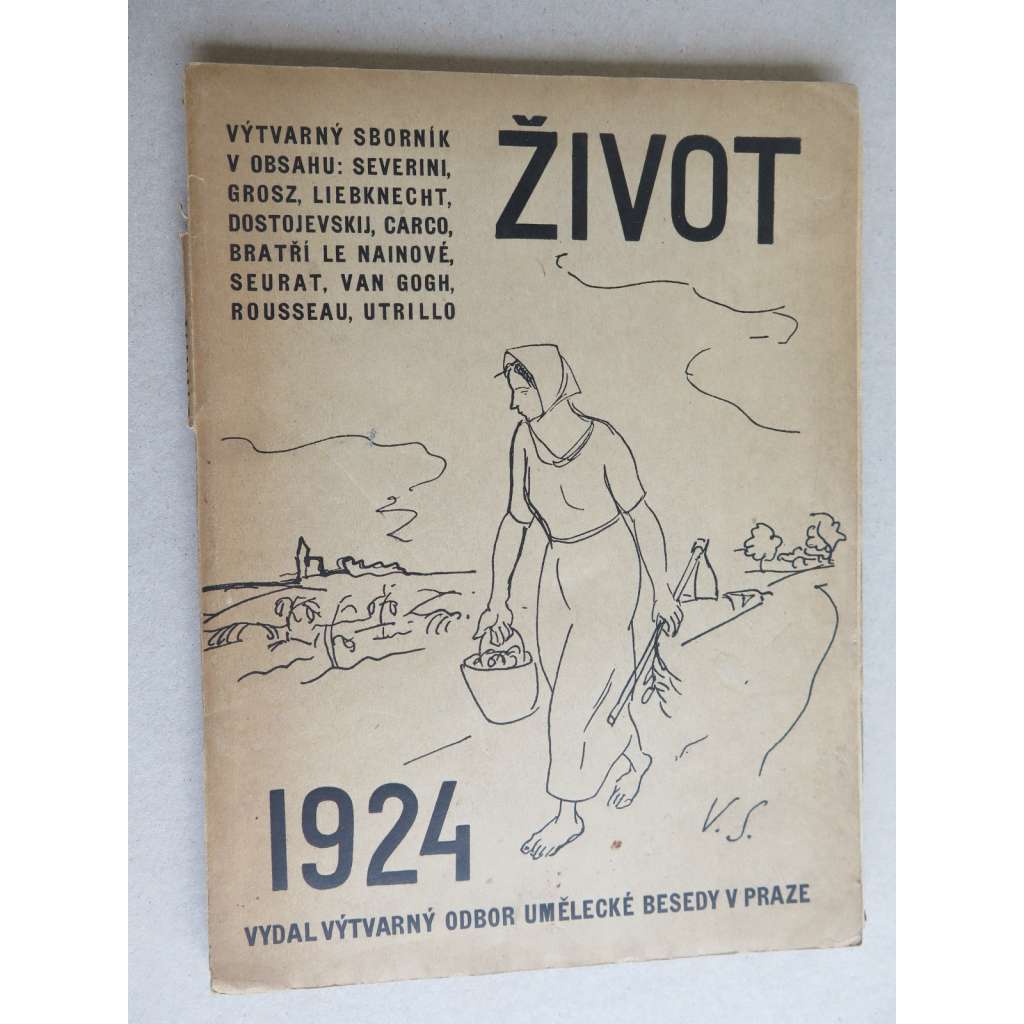 VÝTVARNÝ SBORNÍK
V OBSAHU: SEVERINI,
GROSZ, LIEBKNECHT,
DOSTOJEVSKIJ, CARCO,
BRATŘÍ LE NAINOVÉ,
SEURAT, VAN GOGH,
ROUSSEAU, UTRILLO
ŽIVOT
V. S.
1924
VYDAL VÝTVARNÝ ODBOR UMĚLECKÉ BESEDY V PRAZE